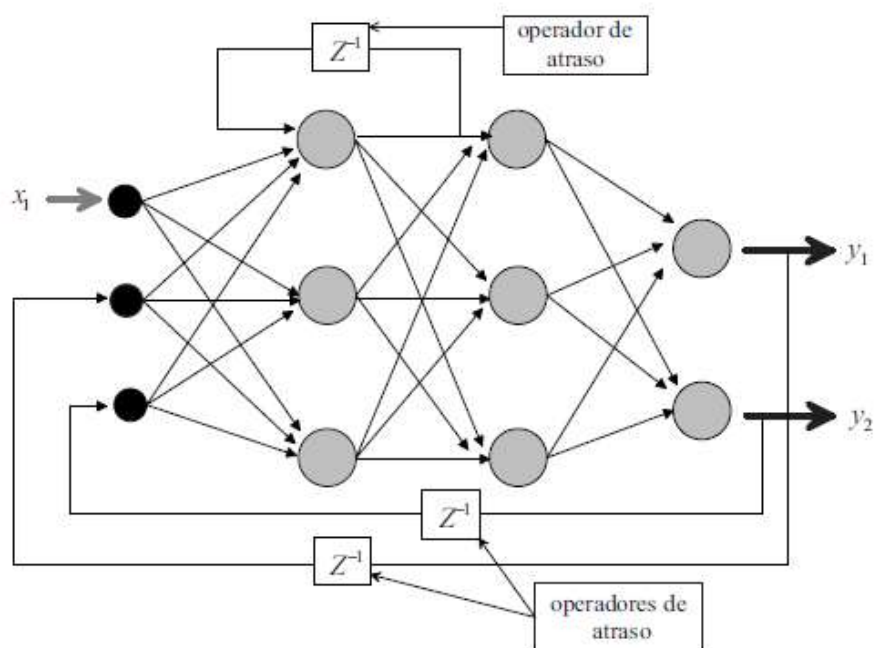 operador de
atraso
Z⁻¹
x₁
y₁
y₂
Z⁻¹
Z⁻¹
operadores de
atraso